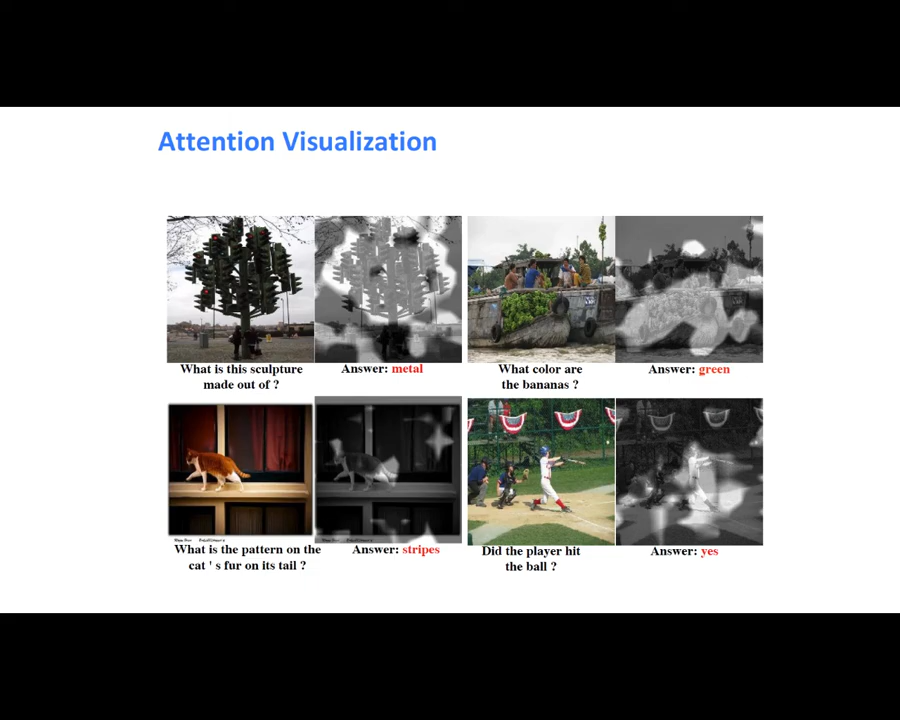 Attention Visualization
What is this sculpture
made out of ?
Answer: metal
What color are
the bananas ?
Answer: green
What is the pattern on the
cat ' s fur on its tail ?
Answer: stripes
Did the player hit
the ball ?
Answer: yes